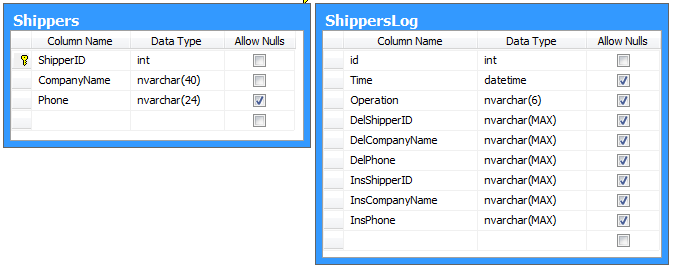 Shippers
Column Name Data Type Allow Nulls
ShipperID int
CompanyName nvarchar(40)
Phone nvarchar(24)
ShippersLog
Column Name Data Type Allow Nulls
id int
Time datetime
Operation nvarchar(6)
DelShipperID nvarchar(MAX)
DelCompanyName nvarchar(MAX)
DelPhone nvarchar(MAX)
InsShipperID nvarchar(MAX)
InsCompanyName nvarchar(MAX)
InsPhone nvarchar(MAX)